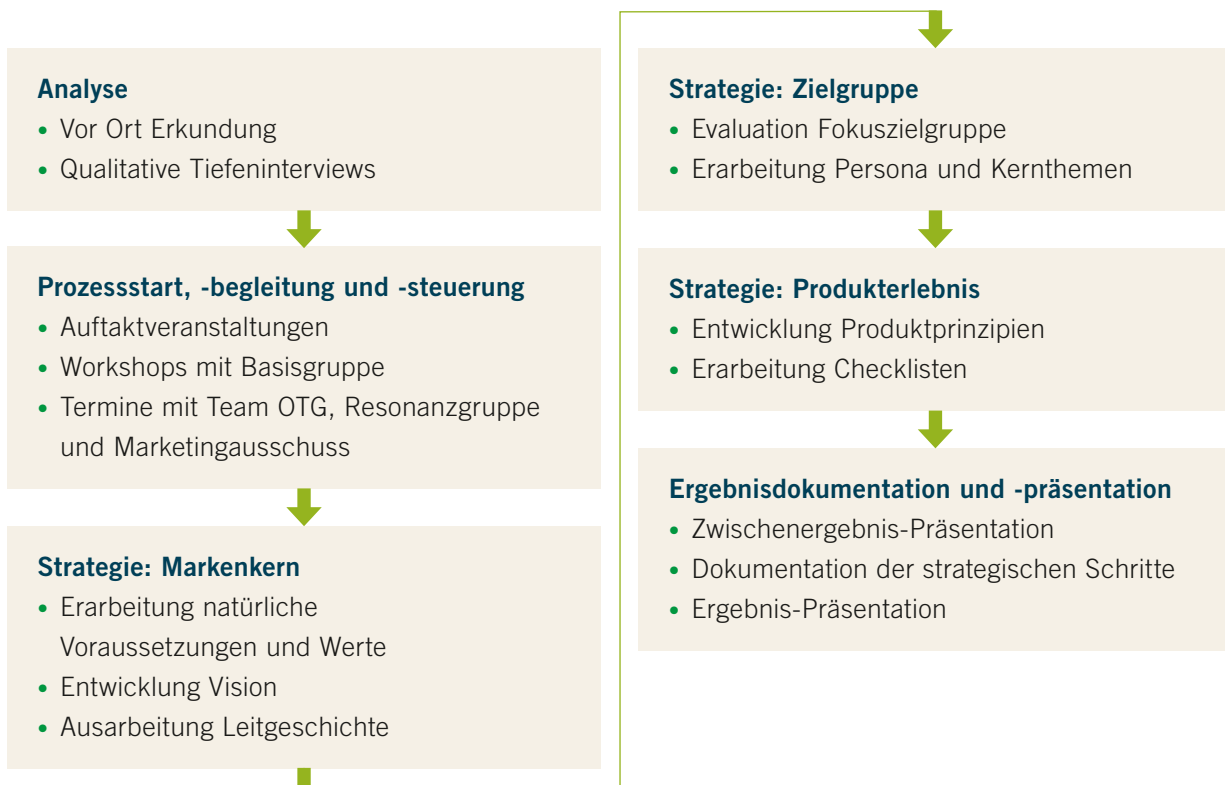 Analyse
• Vor Ort Erkundung
• Qualitative Tiefeninterviews
Prozessstart, -begleitung und -steuerung
• Auftaktveranstaltungen
• Workshops mit Basisgruppe
• Termine mit Team OTG, Resonanzgruppe
und Marketingausschuss
Strategie: Markenkern
• Erarbeitung natürliche
Voraussetzungen und Werte
• Entwicklung Vision
• Ausarbeitung Leitgeschichte
Strategie: Zielgruppe
• Evaluation Fokuszielgruppe
• Erarbeitung Persona und Kernthemen
Strategie: Produkterlebnis
• Entwicklung Produktprinzipien
• Erarbeitung Checklisten
Ergebnisdokumentation und -präsentation
• Zwischenergebnis-Präsentation
• Dokumentation der strategischen Schritte
• Ergebnis-Präsentation